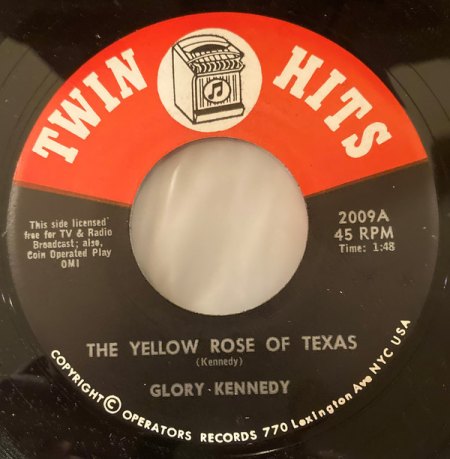 TWIN HITS
This side licensed
free for TV & Radio
Broadcast; also,
Coin Operated Play
OMI
2009A
45 RPM
Time: 1:48
THE YELLOW ROSE OF TEXAS
(Kennedy)
GLORY KENNEDY
COPYRIGHT © OPERATORS RECORDS 770 Lexington Ave NYC USA